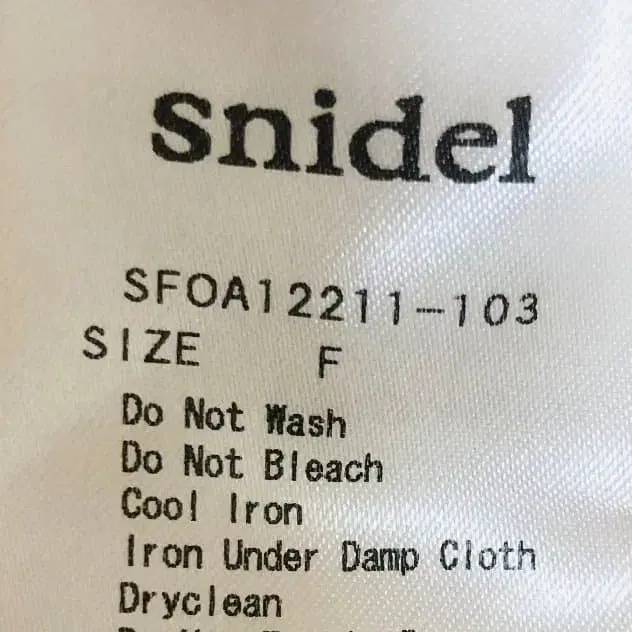 snidel
SFOA12211-103
SIZE F
Do Not Wash
Do Not Bleach
Cool Iron
Iron Under Damp Cloth
Dryclean